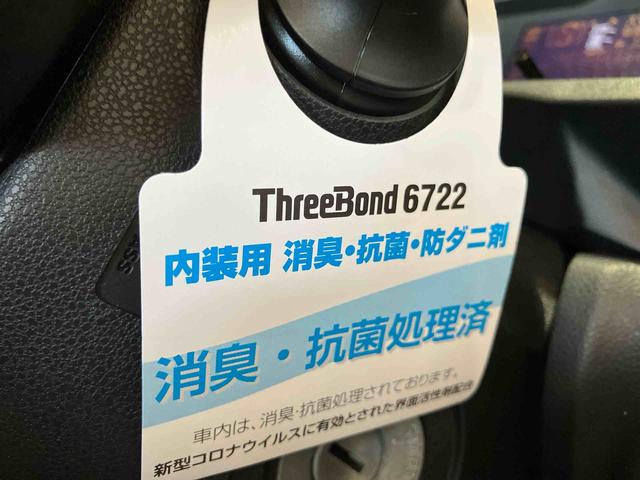 ThreeBond 6722
内装用 消臭・抗菌・防ダニ剤
消臭・抗菌処理済
車内は、消臭・抗菌処理されております。
新型コロナウイルスに有効とされた界面活性剤配合